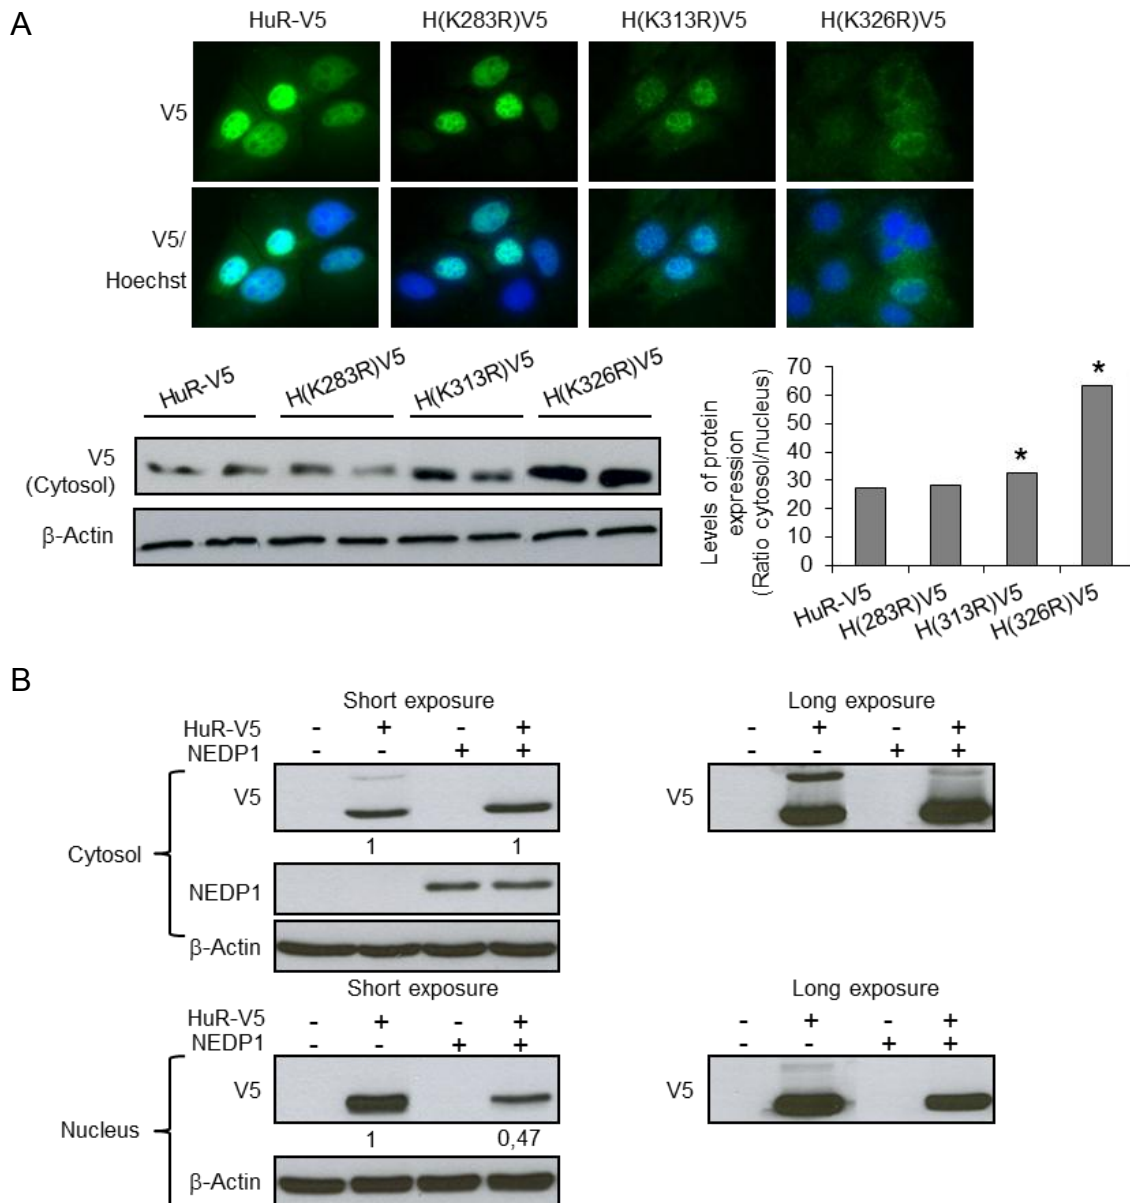 A
HuR-V5 H(K283R)V5 H(K313R)V5 H(K326R)V5
V5
V5/
Hoechst
HuR-V5 H(K283R)V5 H(K313R)V5 H(K326R)V5
V5
(Cytosol)
β-Actin
Levels of protein
expression
(Ratio cytosol/nucleus)
70
60
50
40
30
20
10
0
* *
HuR-V5 H(283R)V5 H(313R)V5 H(326R)V5
B
Short exposure Long exposure
HuR-V5 - + - + - + - +
NEDP1 - - + + - - + +
V5 V5
1 1
Cytosol
NEDP1
β-Actin
Short exposure Long exposure
HuR-V5 - + - + - + - +
NEDP1 - - + + - - + +
V5 V5
Nucleus
1 0,47
β-Actin